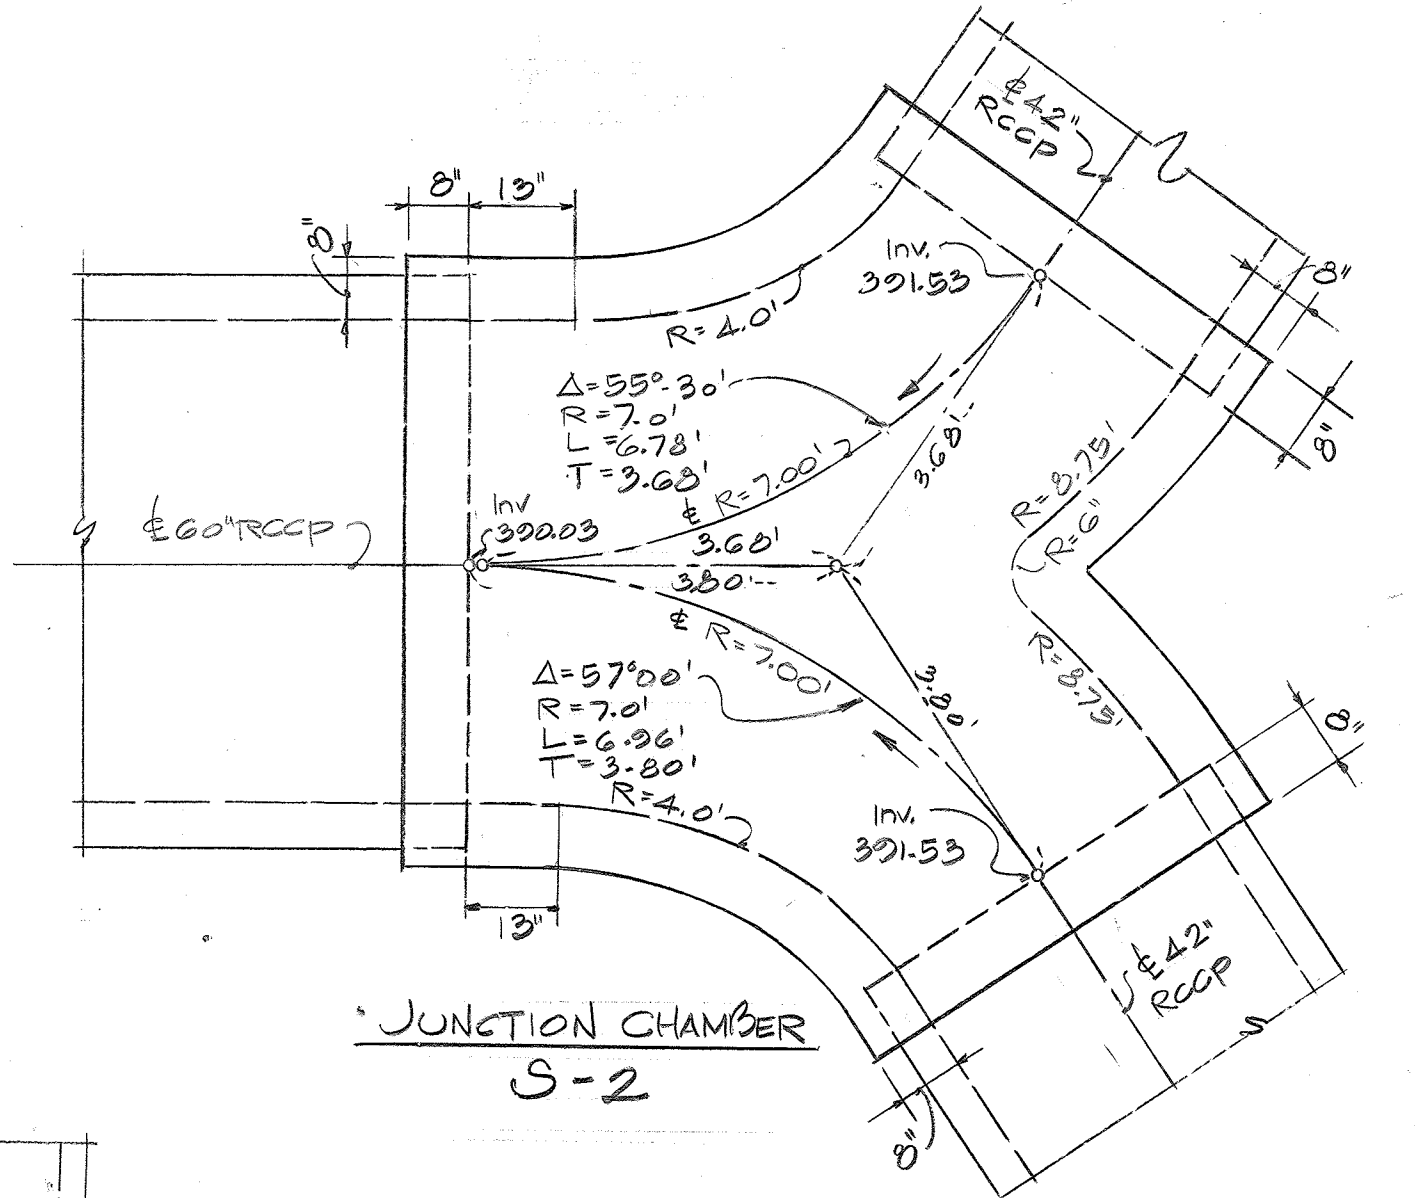 ℄ 42"
RCCP
8"
13"
8"
Inv.
391.53
8"
R=4.0'
8"
Δ=55°-30'
R=7.0'
L=6.78'
T=3.68'
3.68'
R=8.75'
℄ R=7.00'
R=6"
Inv
390.03
℄ 60"RCCP
3.68'
3.80'
℄ R=7.00'
R=8.75'
Δ=57°00'
R=7.0'
L=6.96'
T=3.80'
3.80'
8"
R=4.0'
Inv.
391.53
13"
℄ 42"
RCCP
JUNCTION CHAMBER
S-2
8"